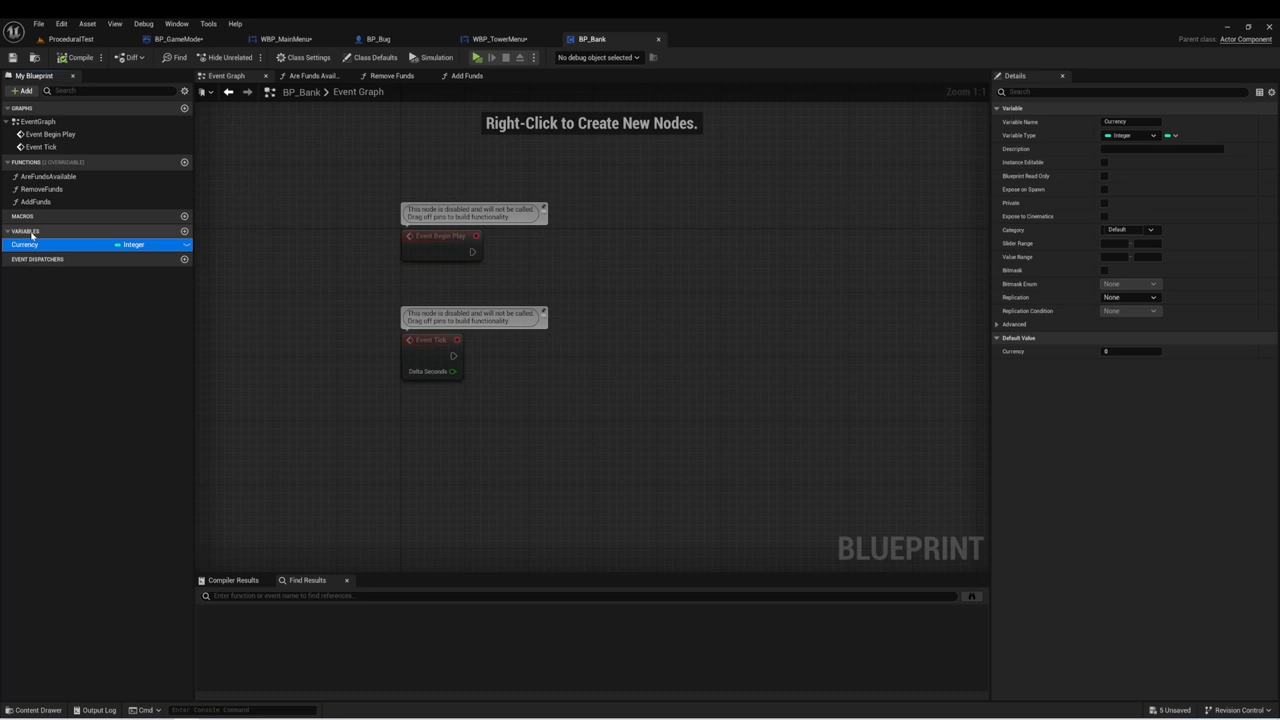 File Edit Asset View Debug Window Tools Help
ProceduralTest BP_GameMode* WBP_MainMenu* BP_Bug WBP_TowerMenu* BP_Bank Parent class: Actor Component
Compile Diff Find Hide Unrelated Class Settings Class Defaults Simulation No debug object selected
My Blueprint Event Graph Are Funds Avail... Remove Funds Add Funds Details
Add Search BP_Bank > Event Graph Zoom 1:1 Search
Right-Click to Create New Nodes.
GRAPHS
EventGraph
Event Begin Play
Event Tick
FUNCTIONS (2 OVERRIDABLE)
AreFundsAvailable
RemoveFunds
AddFunds
MACROS
VARIABLES
Currency Integer
EVENT DISPATCHERS
This node is disabled and will not be called.
Drag off pins to build functionality.
Event Begin Play
This node is disabled and will not be called.
Drag off pins to build functionality.
Event Tick
Delta Seconds
BLUEPRINT
Variable
Variable Name Currency
Variable Type Integer
Description
Instance Editable
Blueprint Read Only
Expose on Spawn
Private
Expose to Cinematics
Category Default
Slider Range
Value Range
Bitmask
Bitmask Enum None
Replication None
Replication Condition None
Advanced
Default Value
Currency 0
Compiler Results Find Results
Enter function or event name to find references...
Content Drawer Output Log Cmd Enter Console Command 5 Unsaved Revision Control